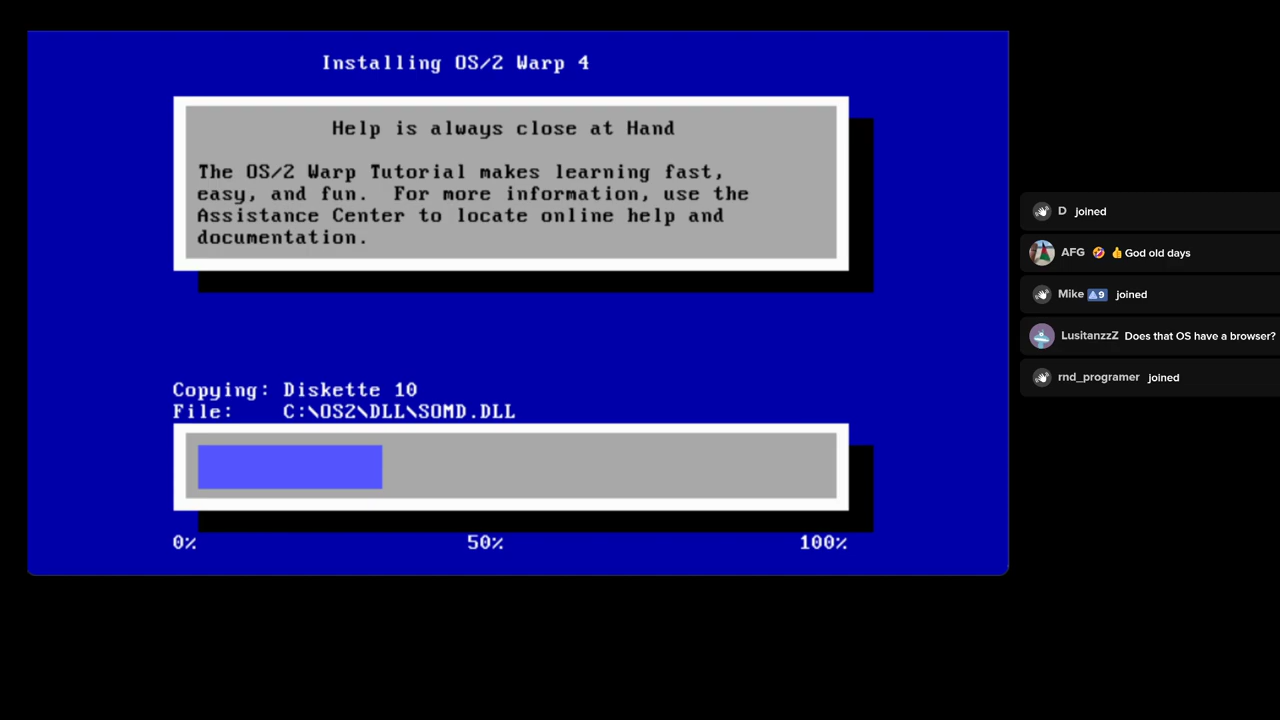 Installing OS/2 Warp 4
Help is always close at Hand
The OS/2 Warp Tutorial makes learning fast,
easy, and fun.  For more information, use the
Assistance Center to locate online help and
documentation.
Copying: Diskette 10
File:    C:\OS2\DLL\SOMD.DLL
0%
50%
100%
D joined
AFG 🤣 👍 God old days
Mike 9 joined
LusitanzzZ Does that OS have a browser?
rnd_programer joined